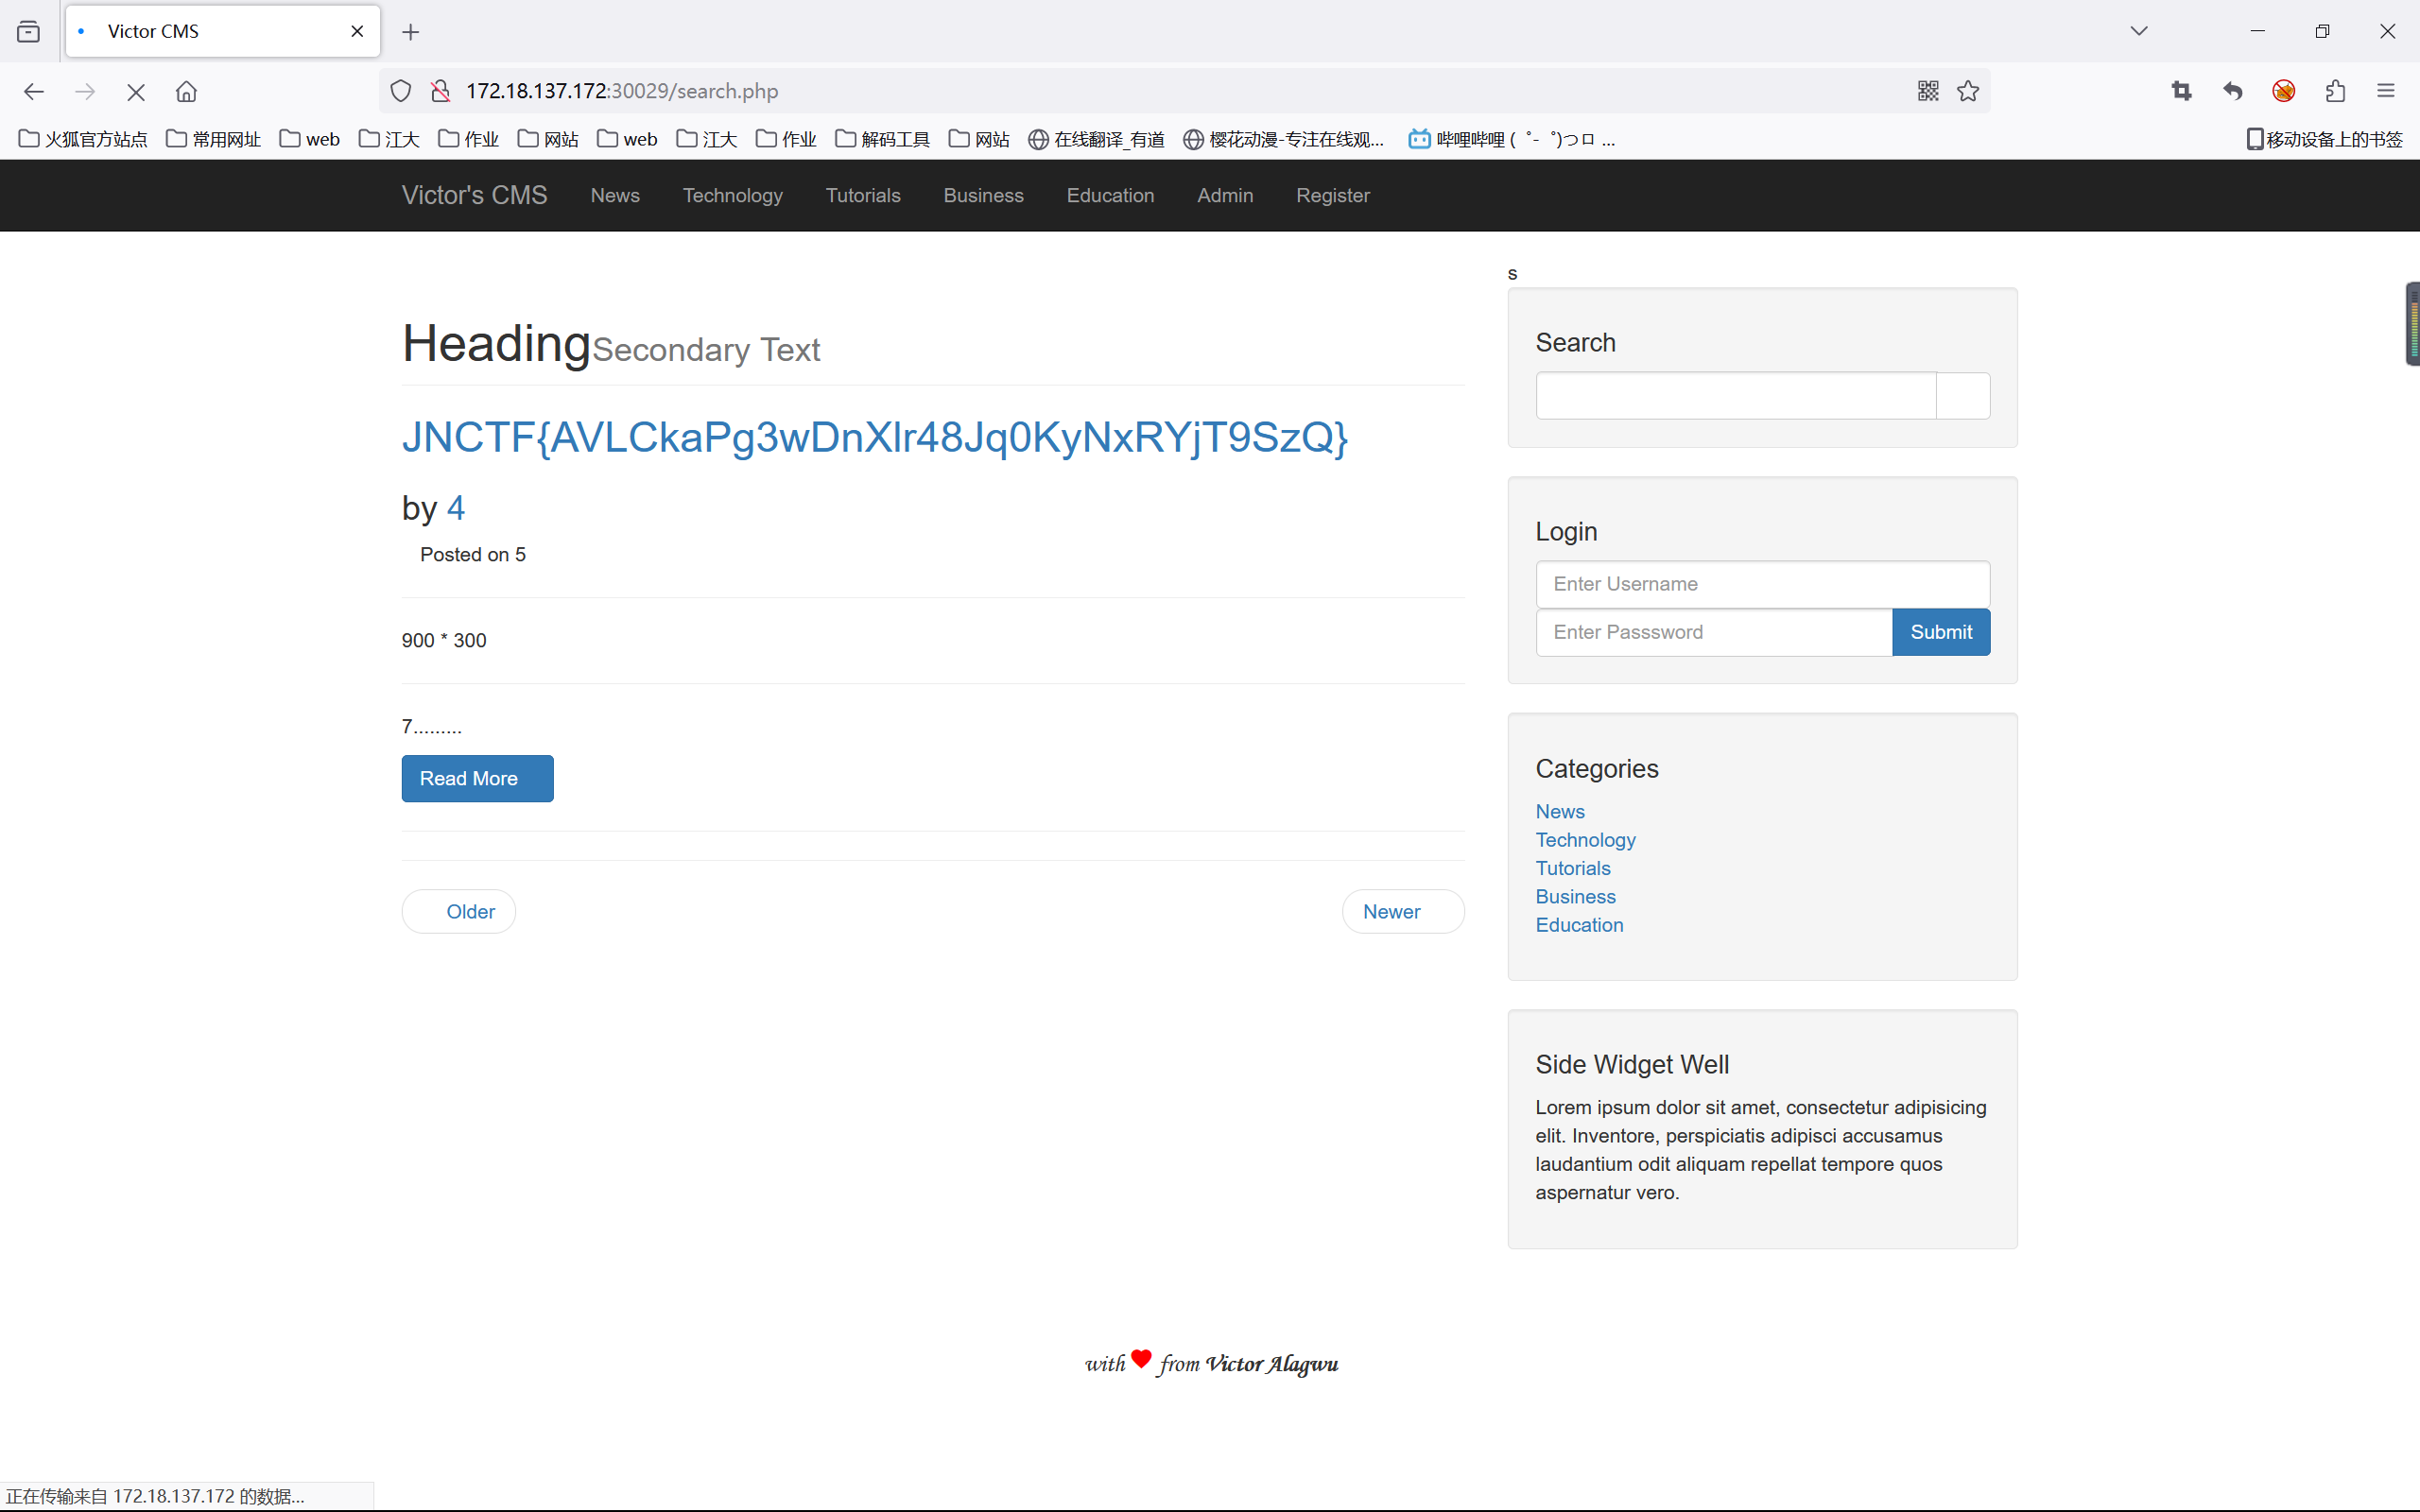 Victor CMS
172.18.137.172:30029/search.php
火狐官方站点 常用网址 web 江大 作业 网站 web 江大 作业 解码工具 网站 在线翻译_有道 樱花动漫-专注在线观... 哔哩哔哩 (゜-゜)つロ ... 移动设备上的书签
Victor's CMS News Technology Tutorials Business Education Admin Register
s
HeadingSecondary Text
JNCTF{AVLCkaPg3wDnXlr48Jq0KyNxRYjT9SzQ}
by 4
Posted on 5
900 * 300
7.........
Read More
Older Newer
Search
Login
Enter Username
Enter Passsword Submit
Categories
News
Technology
Tutorials
Business
Education
Side Widget Well
Lorem ipsum dolor sit amet, consectetur adipisicing
elit. Inventore, perspiciatis adipisci accusamus
laudantium odit aliquam repellat tempore quos
aspernatur vero.
with ❤ from Victor Alagwu
正在传输来自 172.18.137.172 的数据...